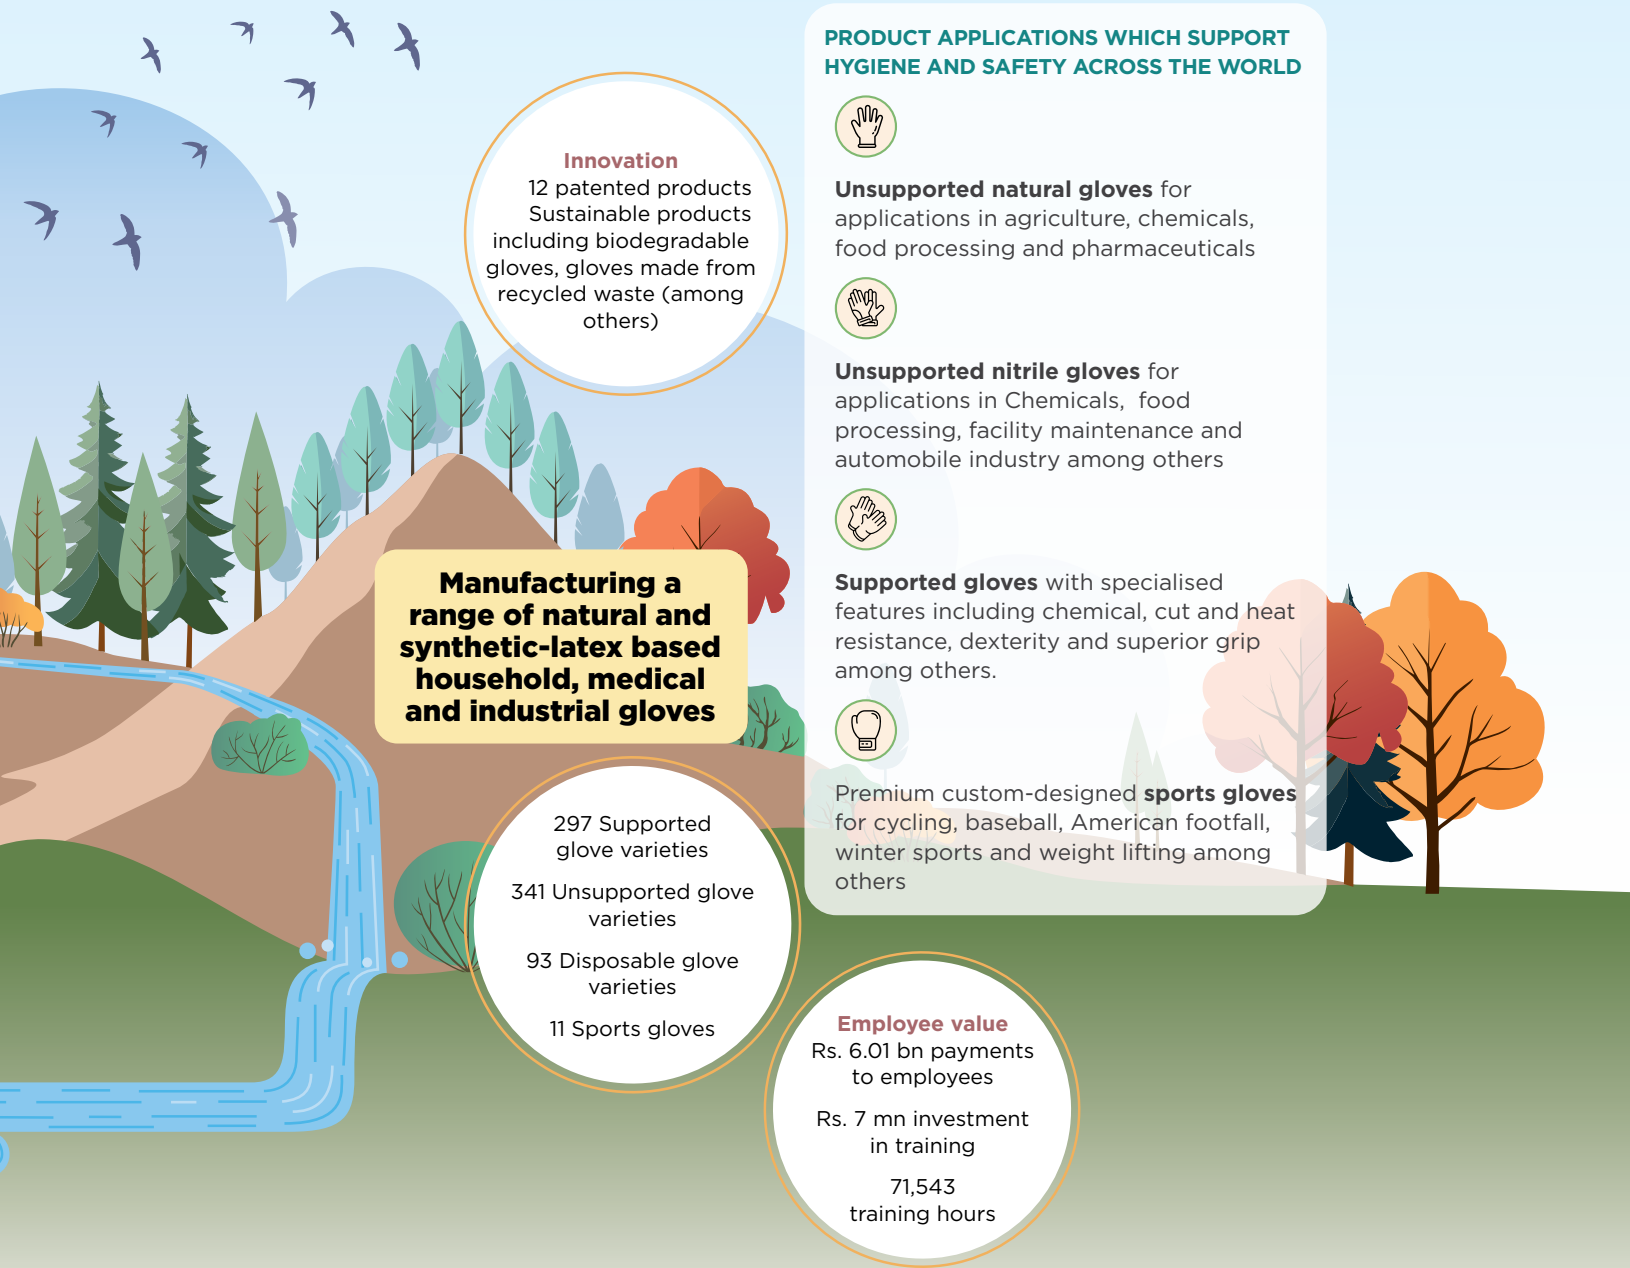 Innovation
12 patented products
Sustainable products
including biodegradable
gloves, gloves made from
recycled waste (among
others)
Manufacturing a
range of natural and
synthetic-latex based
household, medical
and industrial gloves
297 Supported
glove varieties
341 Unsupported glove
varieties
93 Disposable glove
varieties
11 Sports gloves
PRODUCT APPLICATIONS WHICH SUPPORT
HYGIENE AND SAFETY ACROSS THE WORLD
Unsupported natural gloves for
applications in agriculture, chemicals,
food processing and pharmaceuticals
Unsupported nitrile gloves for
applications in Chemicals, food
processing, facility maintenance and
automobile industry among others
Supported gloves with specialised
features including chemical, cut and heat
resistance, dexterity and superior grip
among others.
Premium custom-designed sports gloves
for cycling, baseball, American footfall,
winter sports and weight lifting among
others
Employee value
Rs. 6.01 bn payments
to employees
Rs. 7 mn investment
in training
71,543
training hours